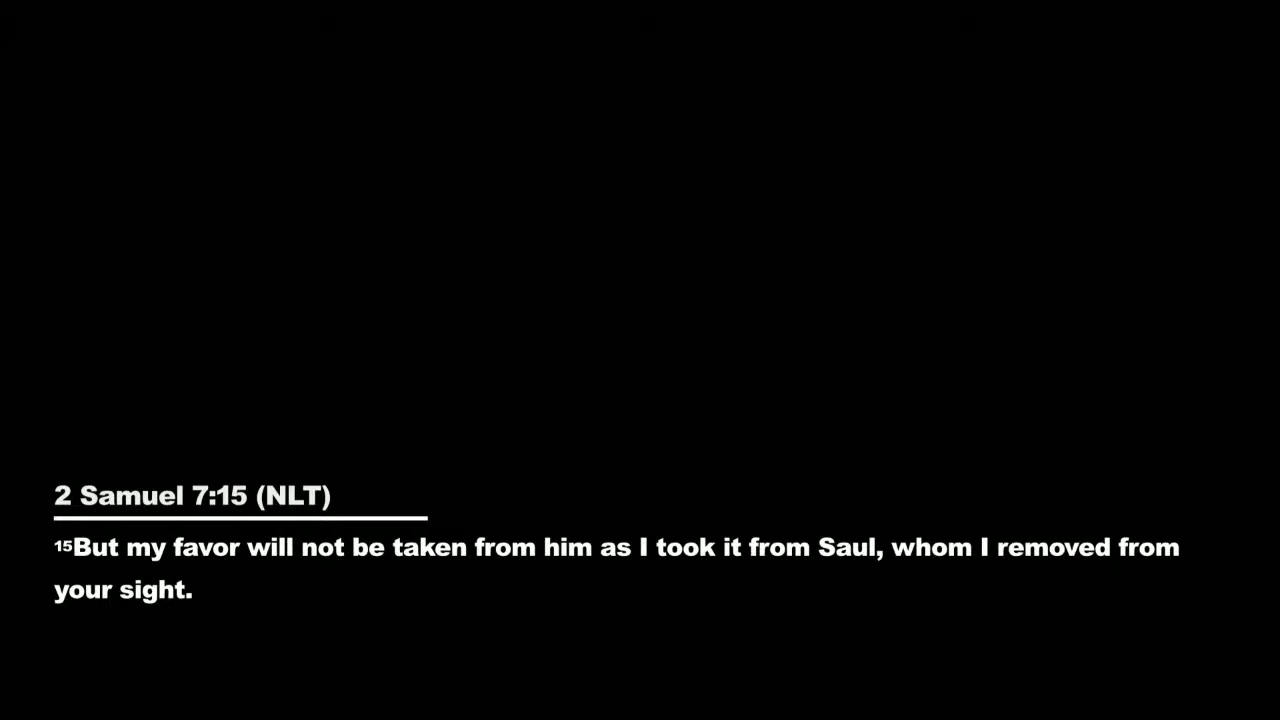 2 Samuel 7:15 (NLT)
15But my favor will not be taken from him as I took it from Saul, whom I removed from
your sight.